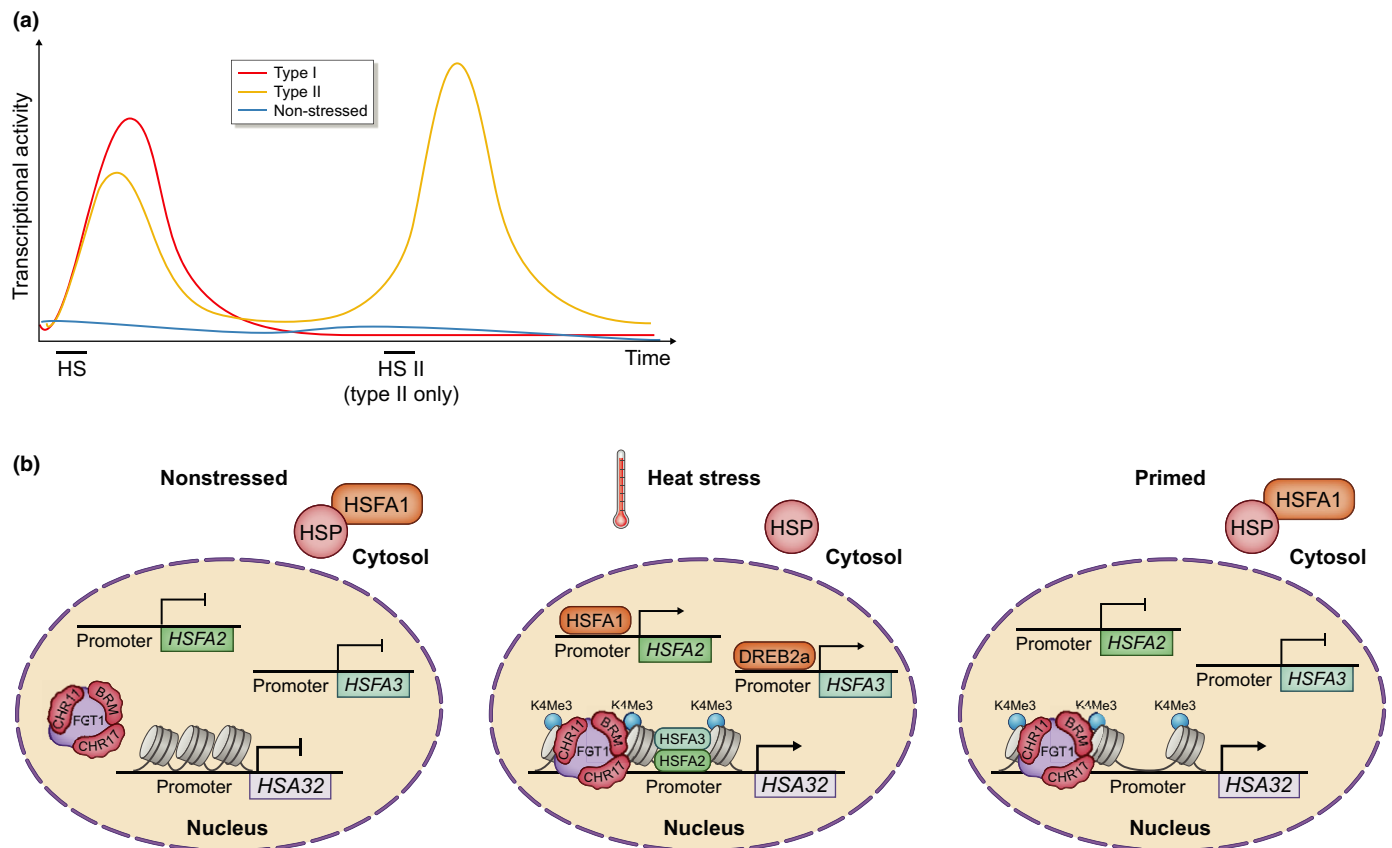 (a)
Transcriptional activity
Type I
Type II
Non-stressed
HS
HS II
(type II only)
Time
(b)
Nonstressed
HSFA1
HSP
Cytosol
Promoter
HSFA2
Promoter
HSFA3
CHR11
BRM
FGT1
CHR17
Promoter
HSA32
Nucleus
Heat stress
HSP
Cytosol
HSFA1
Promoter
HSFA2
DREB2a
Promoter
HSFA3
K4Me3
K4Me3
K4Me3
CHR11
BRM
FGT1
CHR17
HSFA3
HSFA2
Promoter
HSA32
Nucleus
Primed
HSFA1
HSP
Cytosol
Promoter
HSFA2
Promoter
HSFA3
K4Me3
K4Me3
K4Me3
CHR11
BRM
FGT1
CHR17
Promoter
HSA32
Nucleus